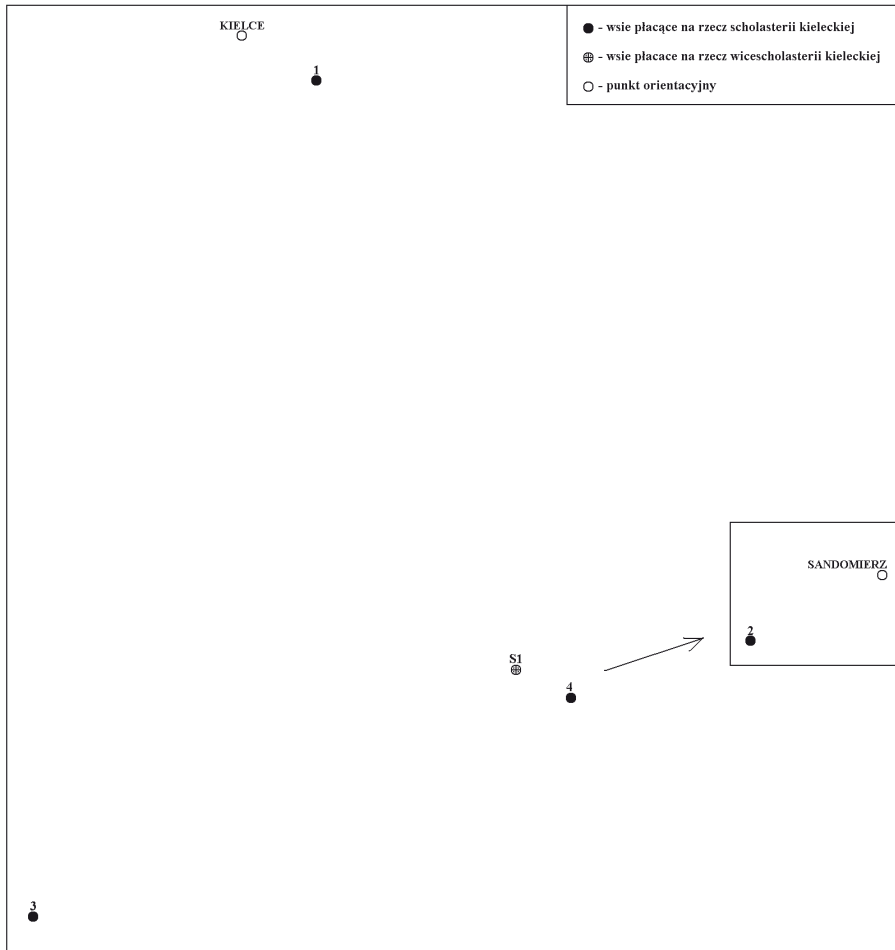 KIELCE
1
- wsie płacące na rzecz scholasterii kieleckiej
- wsie płacace na rzecz wicescholasterii kieleckiej
- punkt orientacyjny
SANDOMIERZ
2
S1
4
3